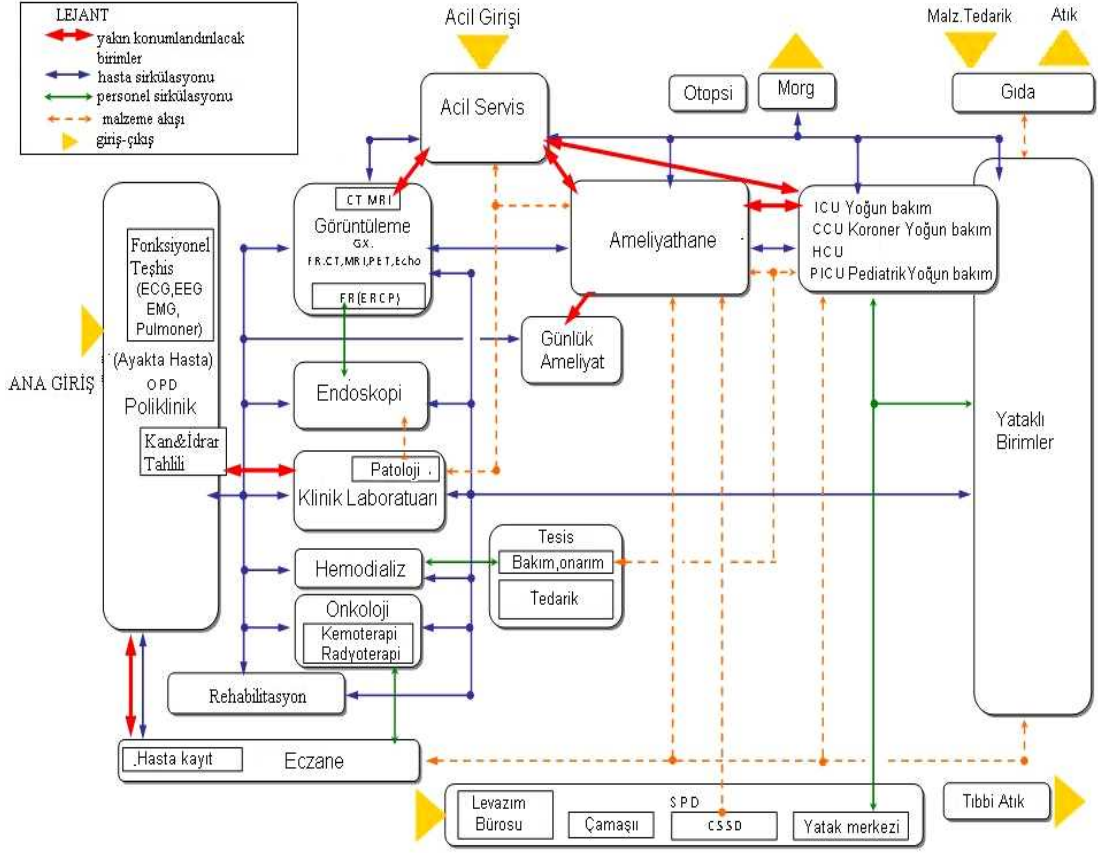 LEJANT
yakın konumlandırılacak
birimler
hasta sirkülasyonu
personel sirkülasyonu
malzeme akışı
giriş-çıkış
Acil Girişi
Malz.Tedarik
Atık
Acil Servis
Otopsi
Morg
Gıda
CT MRI
Görüntüleme
GX.
FR.CT,MRI,PET,Echo
FR(ERCP)
Ameliyathane
ICU Yoğun bakım
CCU Koroner Yoğun bakım
HCU
PICU Pediatrik Yoğun bakım
Fonksiyonel
Teşhis
(ECG,EEG
EMG,
Pulmoner)
(Ayakta Hasta)
OPD
Poliklinik
ANA GİRİŞ
Kan&İdrar
Tahlili
Günlük
Ameliyat
Endoskopi
Patoloji
Klinik Laboratuarı
Yataklı
Birimler
Hemodializ
Tesis
Bakım,onarım
Tedarik
Onkoloji
Kemoterapi
Radyoterapi
Rehabilitasyon
.Hasta kayıt
Eczane
SPD
Levazım
Bürosu
Çamaşıı
CSSD
Yatak merkezi
Tıbbi Atık